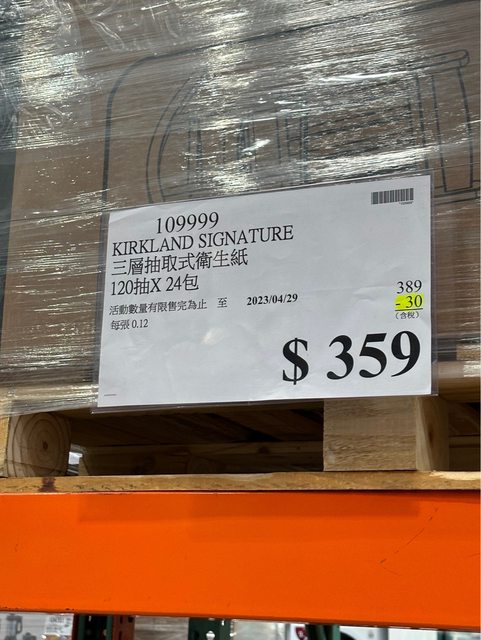 109999
KIRKLAND SIGNATURE
三層抽取式衛生紙
120抽X 24包
活動數量有限售完為止 至 2023/04/29
每張 0.12
389
- 30
(含稅)
$ 359